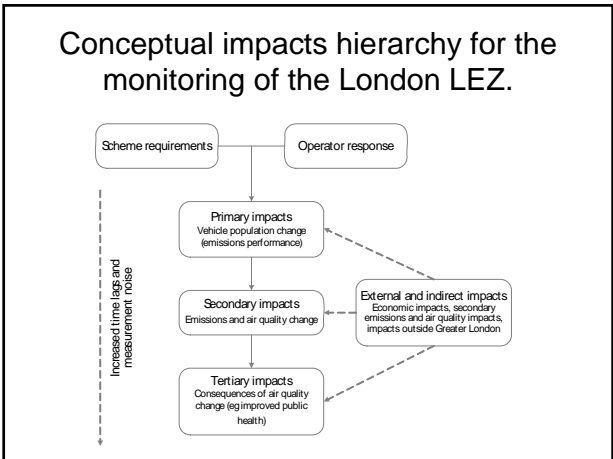 Conceptual impacts hierarchy for the
monitoring of the London LEZ.
Scheme requirements
Operator response
Primary impacts
Vehicle population change
(emissions performance)
Increased time lags and
measurement noise
Secondary impacts
Emissions and air quality change
External and indirect impacts
Economic impacts, secondary
emissions and air quality impacts,
impacts outside Greater London
Tertiary impacts
Consequences of air quality
change (eg improved public
health)